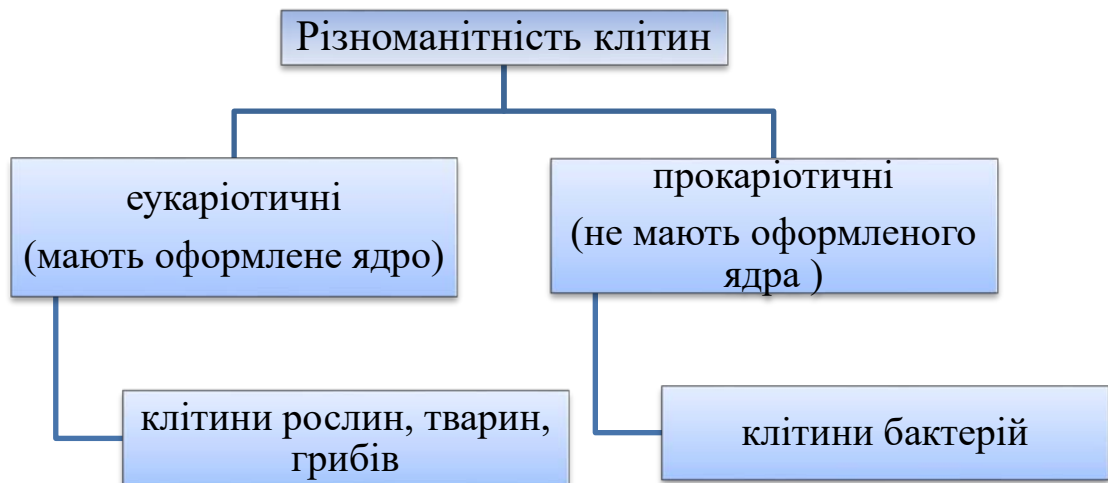 Різноманітність клітин
еукаріотичні
(мають оформлене ядро)
прокаріотичні
(не мають оформленого
ядра )
клітини рослин, тварин,
грибів
клітини бактерій